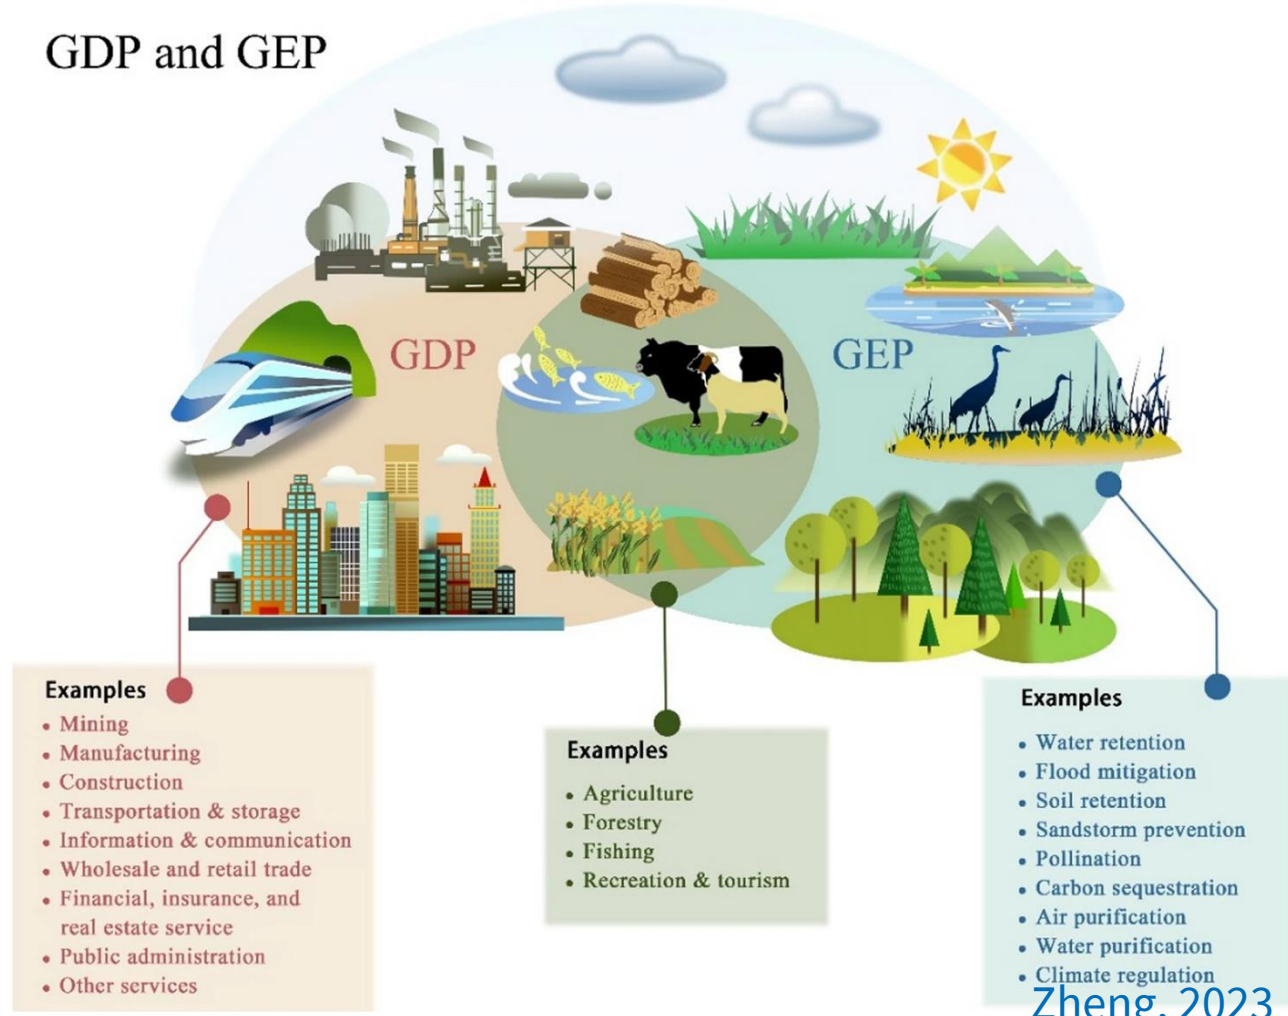 GDP and GEP
GDP
GEP
Examples
• Mining
• Manufacturing
• Construction
• Transportation & storage
• Information & communication
• Wholesale and retail trade
• Financial, insurance, and
real estate service
• Public administration
• Other services
Examples
• Agriculture
• Forestry
• Fishing
• Recreation & tourism
Examples
• Water retention
• Flood mitigation
• Soil retention
• Sandstorm prevention
• Pollination
• Carbon sequestration
• Air purification
• Water purification
• Climate regulation
Zheng, 2023